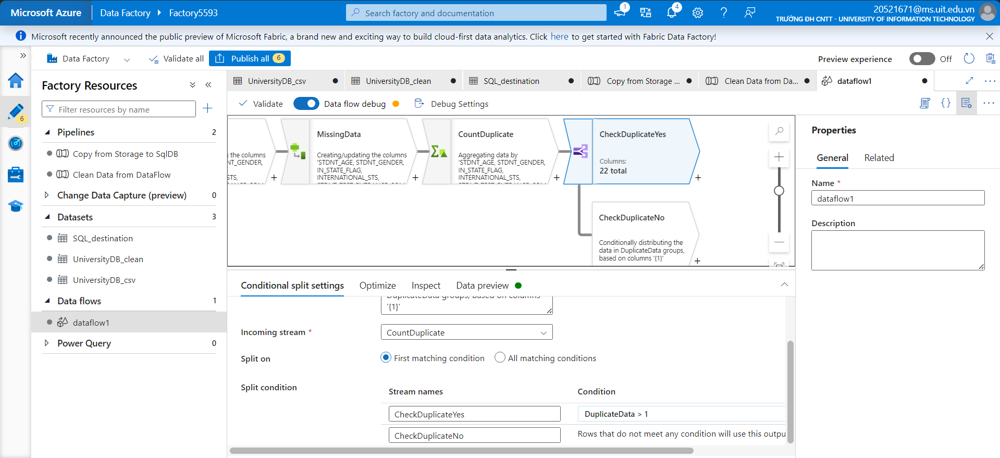 Microsoft Azure
Data Factory
Factory5593
Search factory and documentation
1
4
20521671@ms.uit.edu.vn
TRƯỜNG ĐH CNTT - UNIVERSITY OF INFORMATION TECHNOLOGY
Microsoft recently announced the public preview of Microsoft Fabric, a brand new and exciting way to build cloud-first data analytics. Click here to get started with Fabric Data Factory!
Data Factory
Validate all
Publish all 6
Preview experience
Off
6
Factory Resources
Filter resources by name
Pipelines 2
Copy from Storage to SqlDB
Clean Data from DataFlow
Change Data Capture (preview) 0
Datasets 3
SQL_destination
UniversityDB_clean
UniversityDB_csv
Data flows 1
dataflow1
Power Query 0
UniversityDB_csv
UniversityDB_clean
SQL_destination
Copy from Storage ...
Clean Data from Da...
dataflow1
Validate
Data flow debug
Debug Settings
g the columns
NT_GENDER,
STS,
MissingData
Creating/updating the columns
'STDNT_AGE, STDNT_GENDER,
IN_STATE_FLAG,
INTERNATIONAL_STS,
CountDuplicate
Aggregating data by
'STDNT_AGE, STDNT_GENDER,
IN_STATE_FLAG,
INTERNATIONAL_STS,
CheckDuplicateYes
Columns:
22 total
CheckDuplicateNo
Conditionally distributing the
data in DuplicateData groups,
based on columns '{1}'
Conditional split settings
Optimize
Inspect
Data preview
DuplicateData groups, based on columns
'{1}'
Incoming stream *
CountDuplicate
Split on
First matching condition
All matching conditions
Split condition
Stream names
Condition
CheckDuplicateYes
DuplicateData > 1
CheckDuplicateNo
Rows that do not meet any condition will use this outpu
Properties
General
Related
Name *
dataflow1
Description